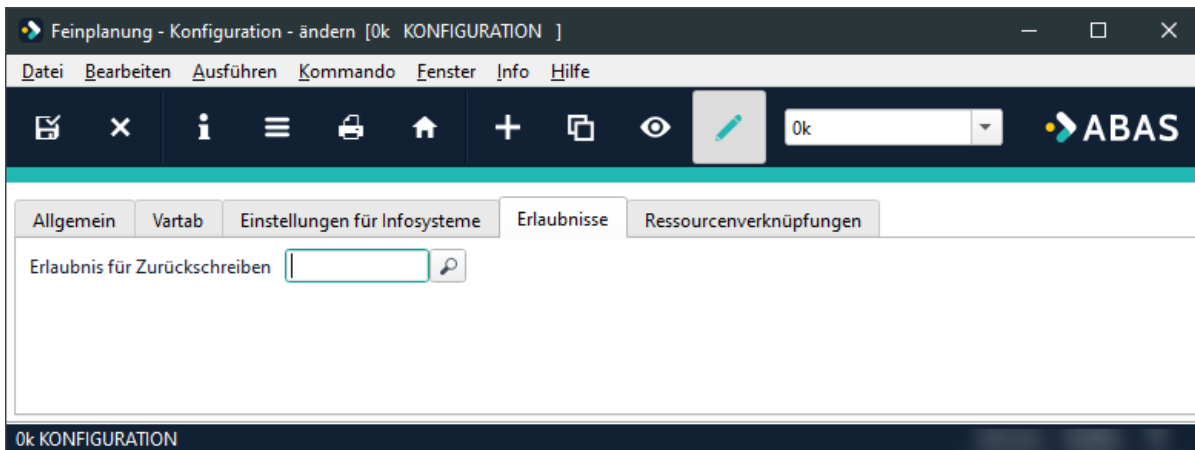 Feinplanung - Konfiguration - ändern [0k KONFIGURATION ]
Datei Bearbeiten Ausführen Kommando Fenster Info Hilfe
0k ABAS
Allgemein Vartab Einstellungen für Infosysteme Erlaubnisse Ressourcenverknüpfungen
Erlaubnis für Zurückschreiben
0k KONFIGURATION